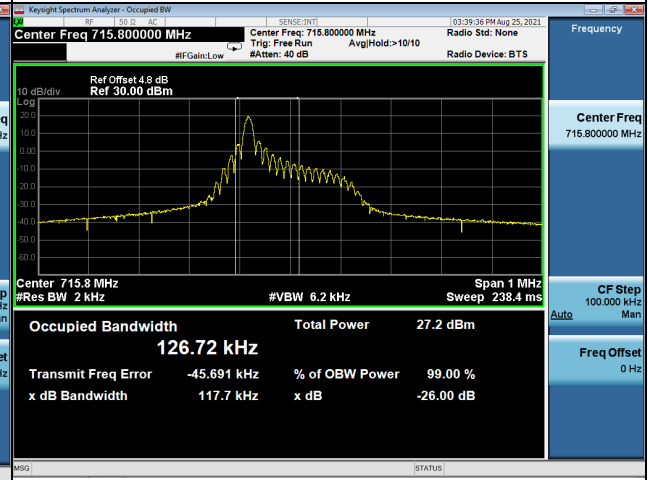 Keysight Spectrum Analyzer - Occupied BW
LXI RF 50 Ω AC SENSE:INT 03:39:36 PM Aug 25, 2021
Center Freq 715.800000 MHz
Center Freq: 715.800000 MHz Radio Std: None
Trig: Free Run Avg|Hold:>10/10
#IFGain:Low #Atten: 40 dB Radio Device: BTS
Ref Offset 4.8 dB
10 dB/div Ref 30.00 dBm
Log
20.0
10.0
0.00
-10.0
-20.0
-30.0
-40.0
-50.0
-60.0
Center 715.8 MHz Span 1 MHz
#Res BW 2 kHz #VBW 6.2 kHz Sweep 238.4 ms
Occupied Bandwidth Total Power 27.2 dBm
126.72 kHz
Transmit Freq Error -45.691 kHz % of OBW Power 99.00 %
x dB Bandwidth 117.7 kHz x dB -26.00 dB
MSG STATUS
Frequency
Center Freq
715.800000 MHz
CF Step
100.000 kHz
Auto Man
Freq Offset
0 Hz